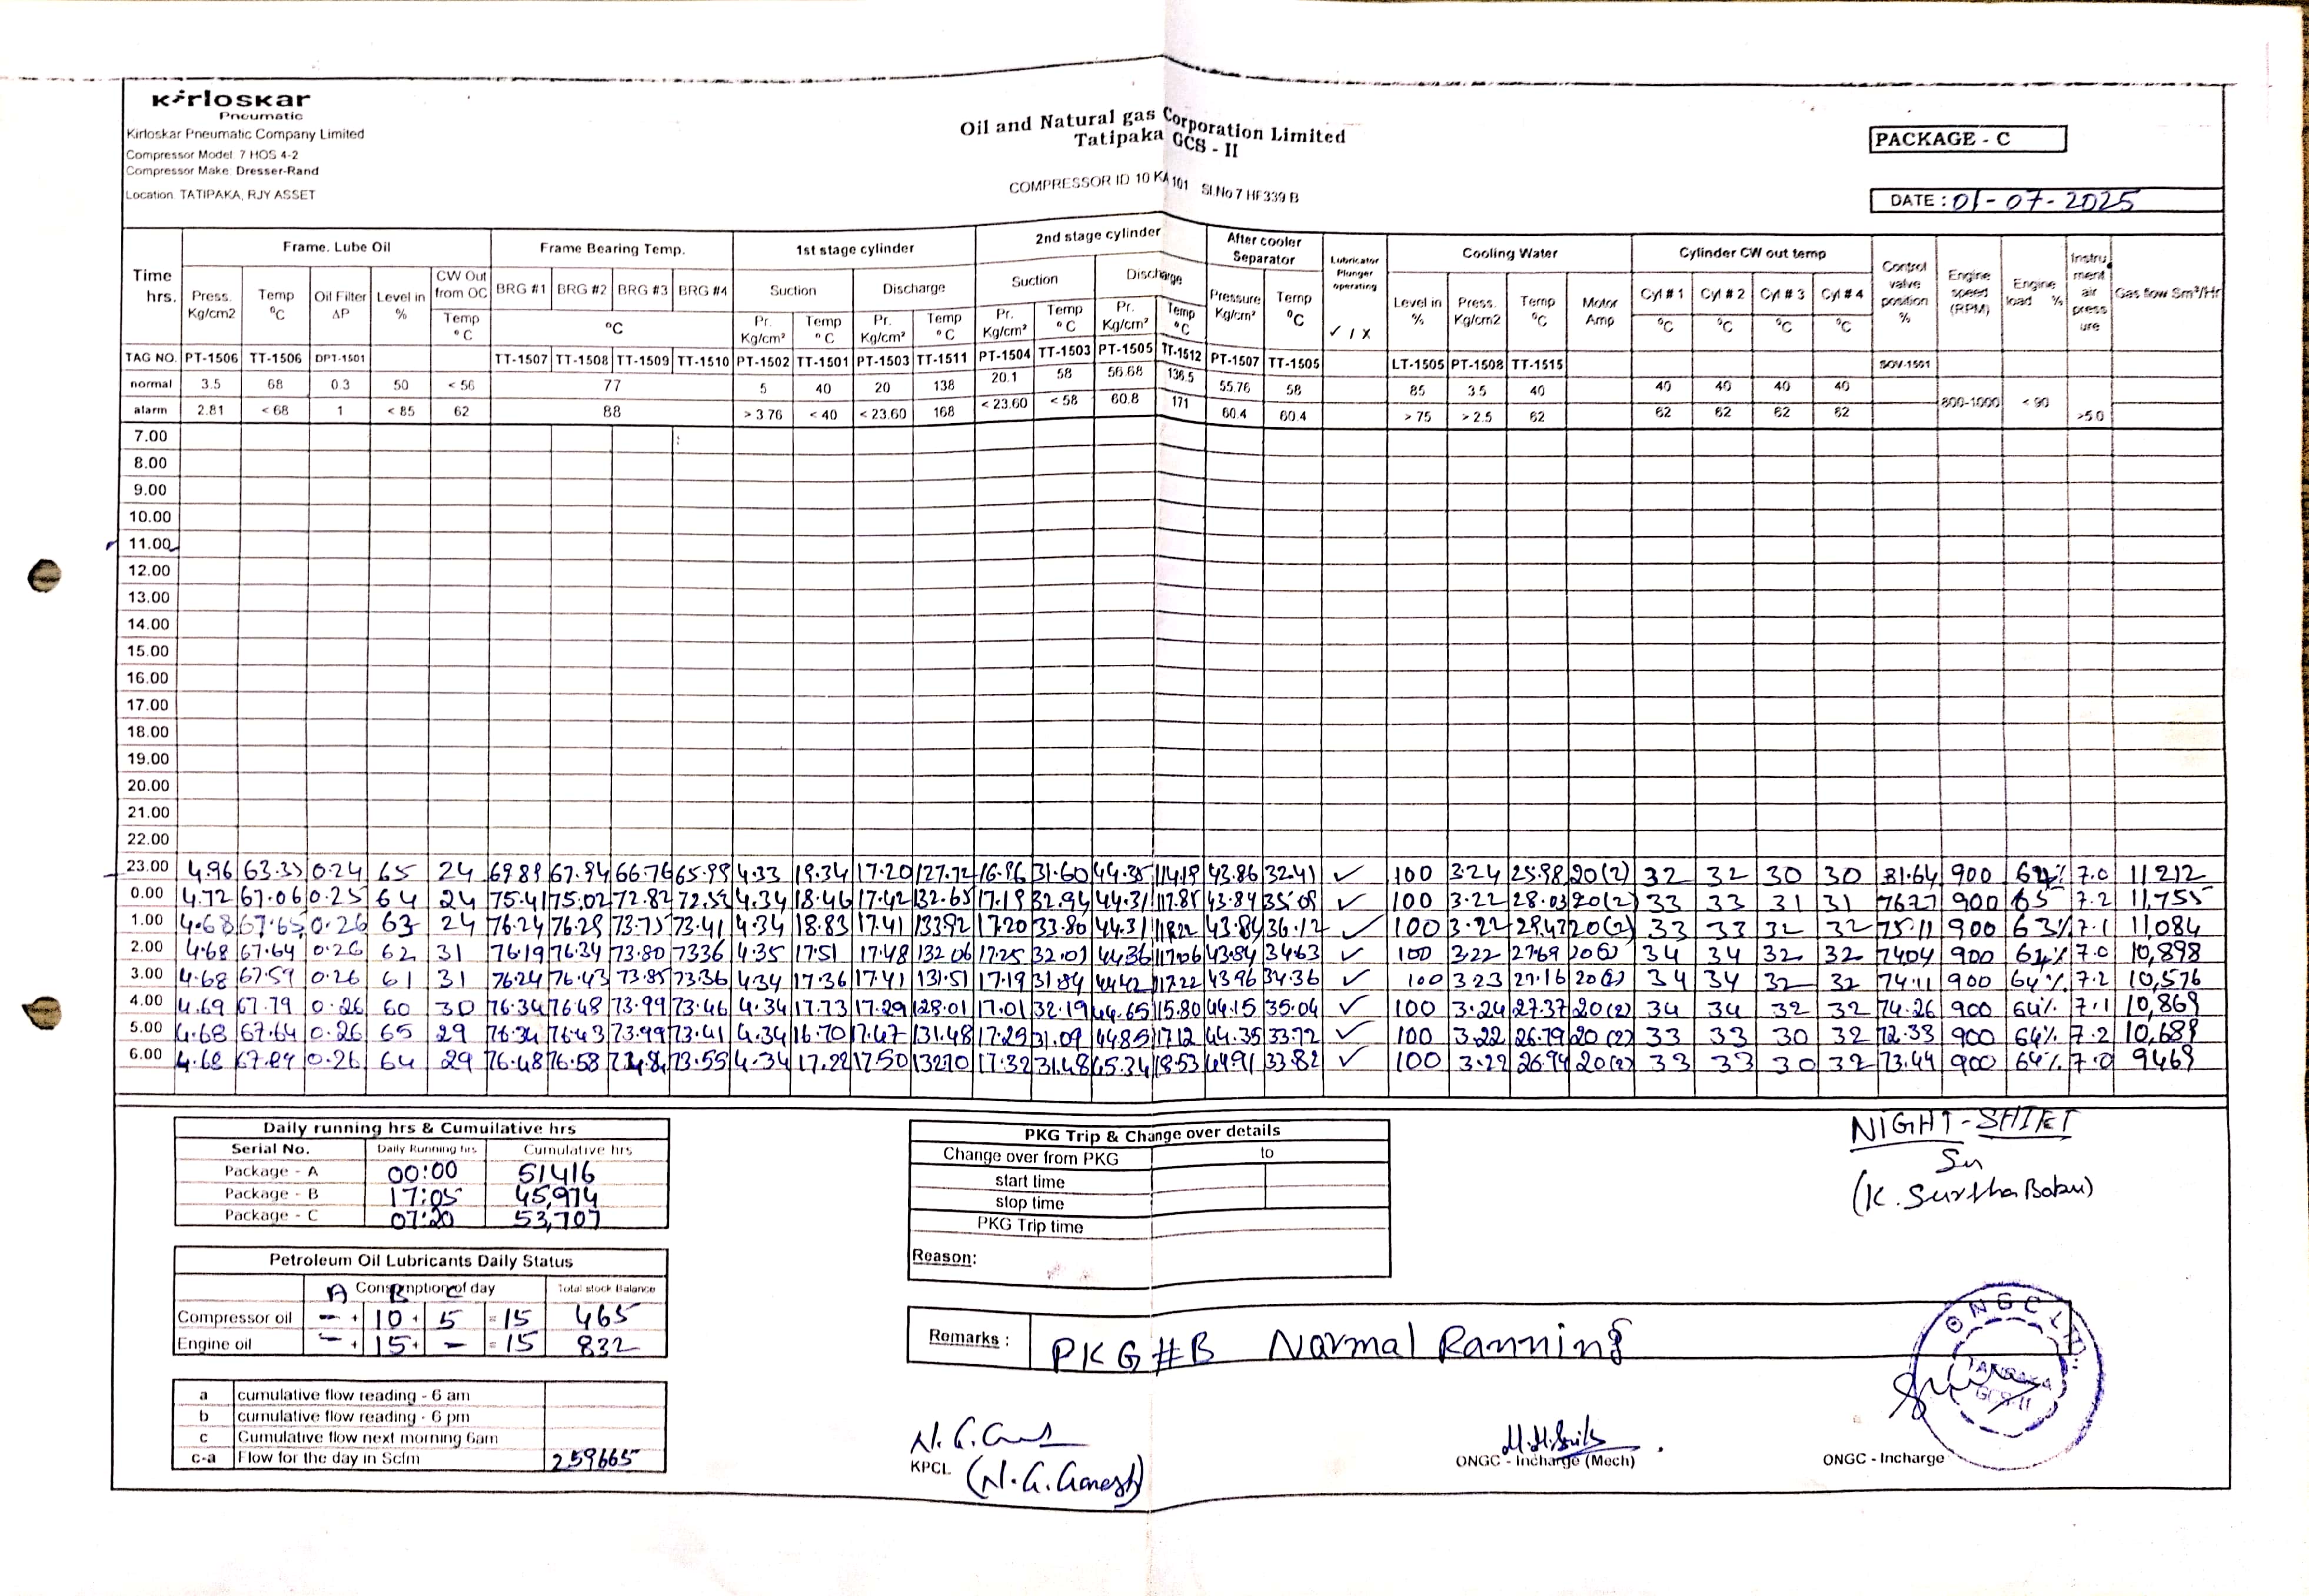 Kirloskar
Pneumatic
Kirloskar Pneumatic Company Limited
Compressor Model: 7 HOS 4-2
Compressor Make: Dresser-Rand
Location: TATIPAKA, RJY ASSET
Oil and Natural gas Corporation Limited
Tatipaka GCS - II
COMPRESSOR ID 10 KA 101 Sl.No 7 HF339 B
PACKAGE - C
DATE : 01-07-2025
Time hrs. Frame. Lube Oil Frame Bearing Temp. 1st stage cylinder 2nd stage cylinder After cooler Separator Lubricator Plunger operating Cooling Water Cylinder CW out temp Control valve position % Engine speed (RPM) Engine load % Instrument air pressure Gas flow Sm³/Hr
Press. Kg/cm2 Temp °C Oil Filter ΔP Level in % CW Out from OC Temp °C BRG #1 BRG #2 BRG #3 BRG #4 °C Suction Discharge Suction Discharge Pressure Kg/cm² Temp °C ✓ / X Level in % Press. Kg/cm2 Temp °C Motor Amp Cyl # 1 Cyl # 2 Cyl # 3 Cyl # 4
Pr. Kg/cm² Temp °C Pr. Kg/cm² Temp °C Pr. Kg/cm² Temp °C Pr. Kg/cm² Temp °C °C °C °C °C
TAG NO. PT-1506 TT-1506 DPT-1501 TT-1507 TT-1508 TT-1509 TT-1510 PT-1502 TT-1501 PT-1503 TT-1511 PT-1504 TT-1503 PT-1505 TT-1512 PT-1507 TT-1505 LT-1505 PT-1508 TT-1515 SOV-1501
normal 3.5 68 0.3 50 < 56 77 5 40 20 138 20.1 58 56.68 136.5 55.76 58 85 3.5 40 40 40 40 40
alarm 2.81 < 68 1 < 85 62 88 > 3.76 < 40 < 23.60 168 < 23.60 < 58 60.8 171 60.4 60.4 > 75 > 2.5 62 62 62 62 62 800-1000 < 90 >5.0
7.00
8.00
9.00
10.00
11.00
12.00
13.00
14.00
15.00
16.00
17.00
18.00
19.00
20.00
21.00
22.00
23.00 4.96 63.33 0.24 65 24 69.89 67.94 66.76 65.99 4.33 19.34 17.20 127.72 16.96 31.60 44.35 114.19 43.86 32.41 ✓ 100 3.24 25.98 20(2) 32 32 30 30 81.64 900 64% 7.0 11212
0.00 4.72 67.06 0.25 64 24 75.41 75.02 72.82 72.52 4.34 18.46 17.42 132.65 17.19 32.94 44.31 117.85 43.84 35.09 ✓ 100 3.22 28.03 20(2) 33 33 31 31 76.77 900 65 7.2 11,755
1.00 4.68 67.65 0.26 63 24 76.24 76.29 73.75 73.41 4.34 18.83 17.41 133.92 17.20 33.80 44.31 118.22 43.84 36.12 ✓ 100 3.22 29.43 20(2) 33 33 32 32 75.11 900 63% 7.1 11,084
2.00 4.68 67.64 0.26 62 31 76.19 76.34 73.80 73.36 4.35 17.51 17.48 132.06 17.25 32.01 44.36 117.06 43.84 34.63 ✓ 100 3.22 27.69 20(2) 34 34 32 32 74.04 900 64% 7.0 10,898
3.00 4.68 67.59 0.26 61 31 76.24 76.43 73.85 73.36 4.34 17.36 17.41 131.51 17.19 31.84 44.42 117.22 43.96 34.36 ✓ 100 3.23 27.16 20(2) 34 34 32 32 74.11 900 64% 7.2 10,576
4.00 4.69 67.79 0.26 60 30 76.34 76.48 73.99 73.46 4.34 17.73 17.29 128.01 17.01 32.19 44.65 115.80 44.15 35.04 ✓ 100 3.24 27.37 20(2) 34 34 32 32 74.26 900 64% 7.1 10,869
5.00 4.68 67.64 0.26 65 29 76.34 76.43 73.99 73.41 4.34 16.70 17.47 131.48 17.25 31.09 44.85 117.12 44.35 33.72 ✓ 100 3.22 26.79 20(2) 33 33 30 32 72.33 900 64% 7.2 10,689
6.00 4.68 67.89 0.26 64 29 76.48 76.58 73.55 4.34 17.22 17.50 132.10 17.32 31.48 45.34 118.53 44.91 33.82 ✓ 100 3.22 26.94 20(2) 33 33 30 32 73.44 900 64% 7.0 9469
Daily running hrs & Cumuilative hrs
Serial No. Daily Running hrs Cumulative hrs
Package - A 00:00 51416
Package - B 17:05 45,974
Package - C 07:20 53,707
Petroleum Oil Lubricants Daily Status
Consumption of day Total stock Balance
A B C
Compressor oil - + 10 + 5 = 15 465
Engine oil - + 15 + - = 15 832
a cumulative flow reading - 6 am
b cumulative flow reading - 6 pm
c Cumulative flow next morning 6am
c-a Flow for the day in Scfm 259665
PKG Trip & Change over details
Change over from PKG to
start time
stop time
PKG Trip time
Reason:
Remarks : PKG#B Normal Running
NIGHT-SHIFT
KPCL
(N.G.Ganesh)
ONGC - Incharge (Mech)
ONGC - Incharge
ONGC LTD.
TATIPAKA
GCS-II